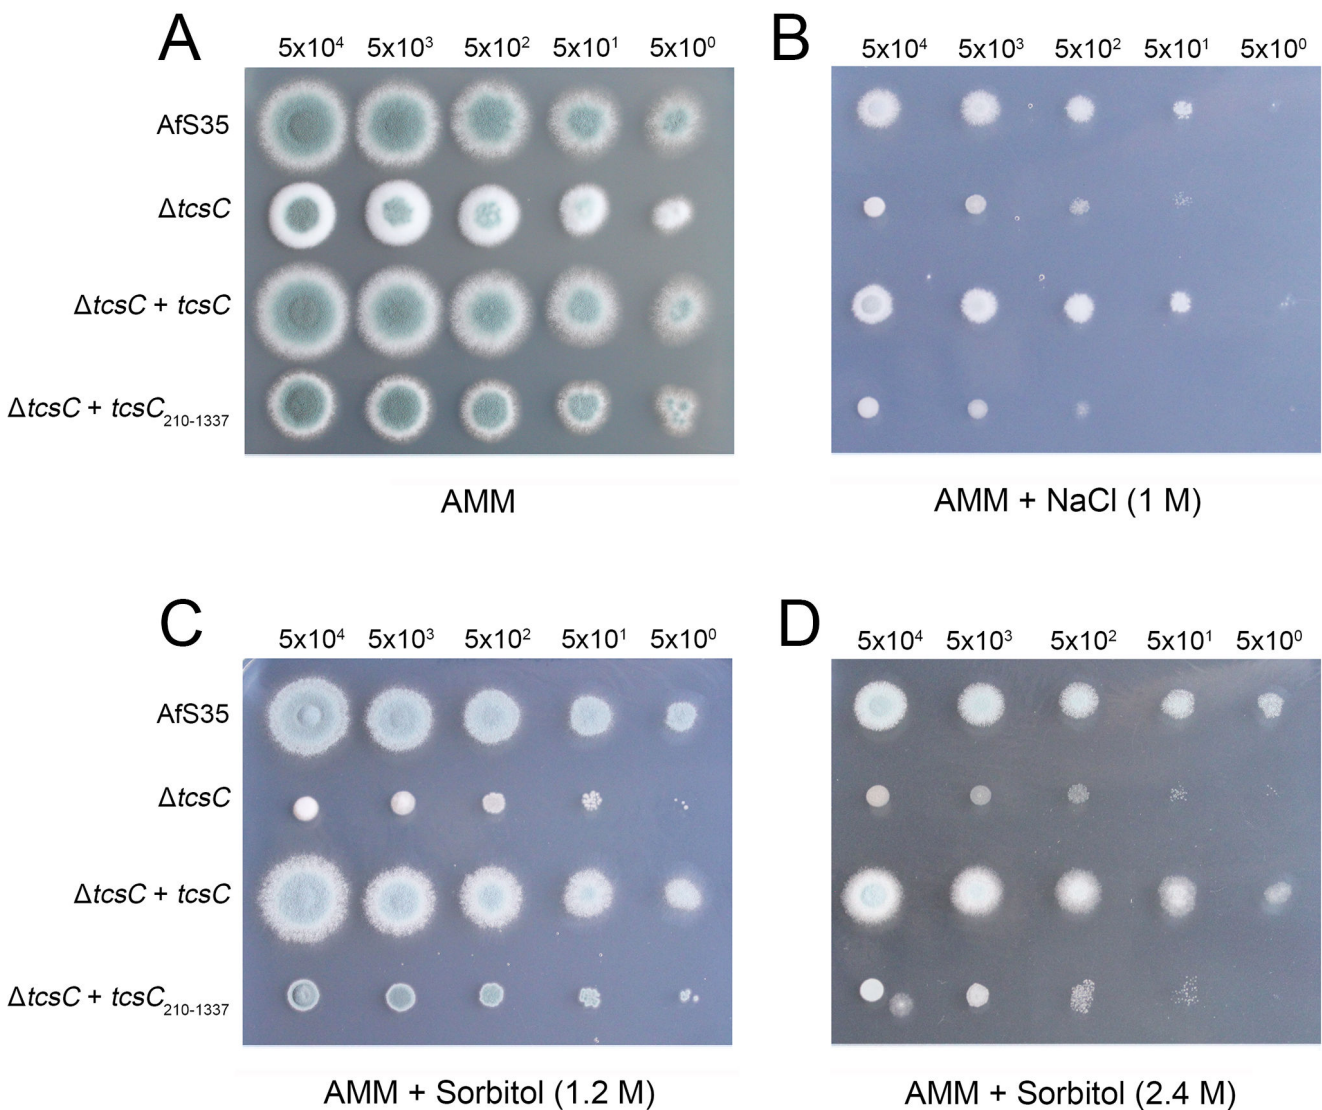 A
5x10⁴ 5x10³ 5x10² 5x10¹ 5x10⁰
AfS35
ΔtcsC
ΔtcsC + tcsC
ΔtcsC + tcsC₂₁₀₋₁₃₃₇
AMM
B
5x10⁴ 5x10³ 5x10² 5x10¹ 5x10⁰
AMM + NaCl (1 M)
C
5x10⁴ 5x10³ 5x10² 5x10¹ 5x10⁰
AfS35
ΔtcsC
ΔtcsC + tcsC
ΔtcsC + tcsC₂₁₀₋₁₃₃₇
AMM + Sorbitol (1.2 M)
D
5x10⁴ 5x10³ 5x10² 5x10¹ 5x10⁰
AMM + Sorbitol (2.4 M)